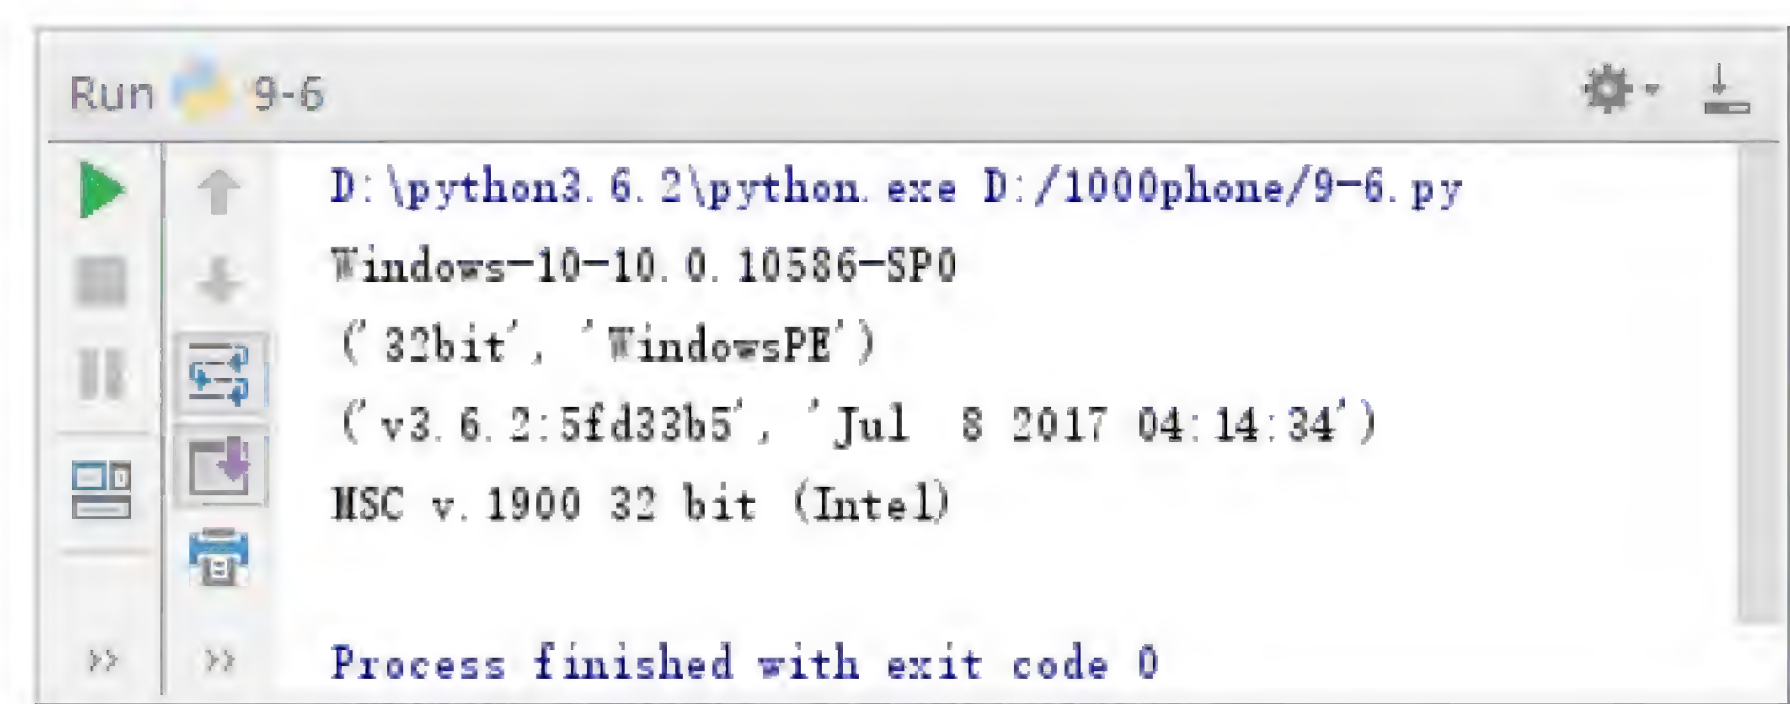 Run 9-6
D:\python3.6.2\python.exe D:/1000phone/9-6.py
Windows-10-10.0.10586-SP0
('32bit', 'WindowsPE')
('v3.6.2:5fd33b5', 'Jul  8 2017 04:14:34')
MSC v.1900 32 bit (Intel)
Process finished with exit code 0